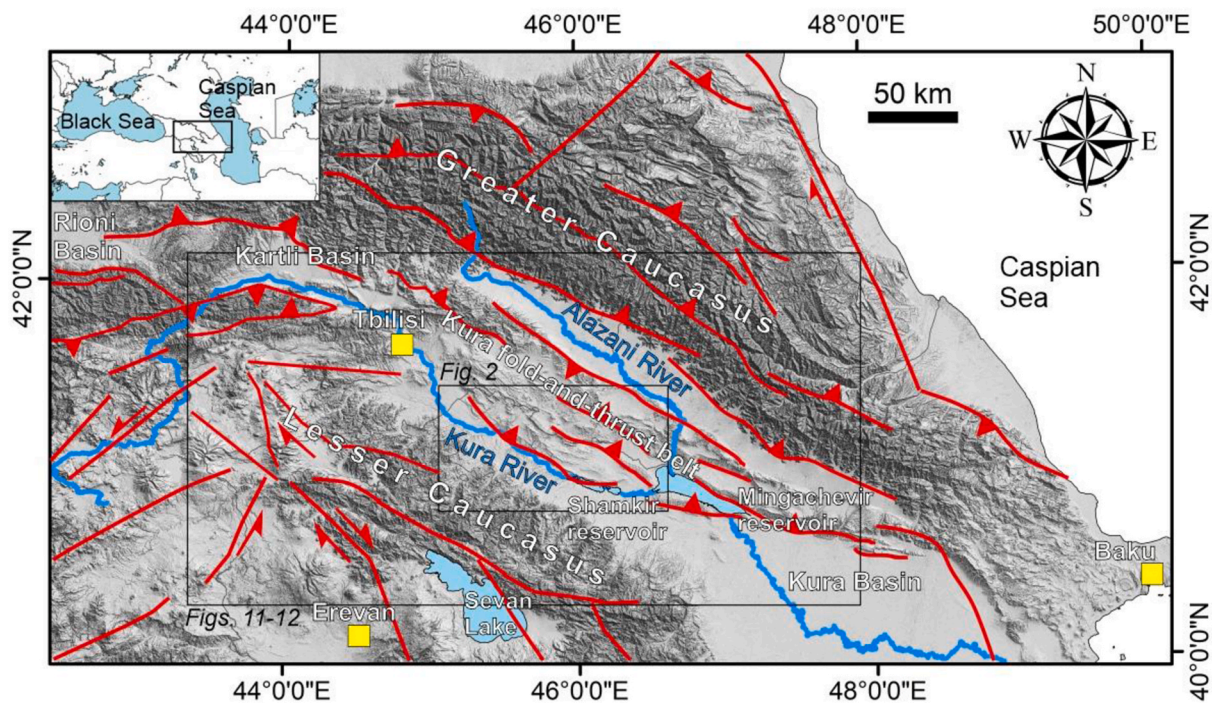 44°0'0"E
46°0'0"E
48°0'0"E
50°0'0"E
Caspian
Sea
Black Sea
50 km
N
W
E
S
Rioni
Basin
Kartli Basin
Greater Caucasus
42°0'0"N
42°0'0"N
Caspian
Sea
Tbilisi
Kura fold-and-thrust belt
Alazani River
Fig. 2
Lesser Caucasus
Kura River
Shamkir
reservoir
Mingachevir
reservoir
Baku
Kura Basin
Figs. 11-12
Erevan
Sevan
Lake
40°0'0"N
44°0'0"E
46°0'0"E
48°0'0"E